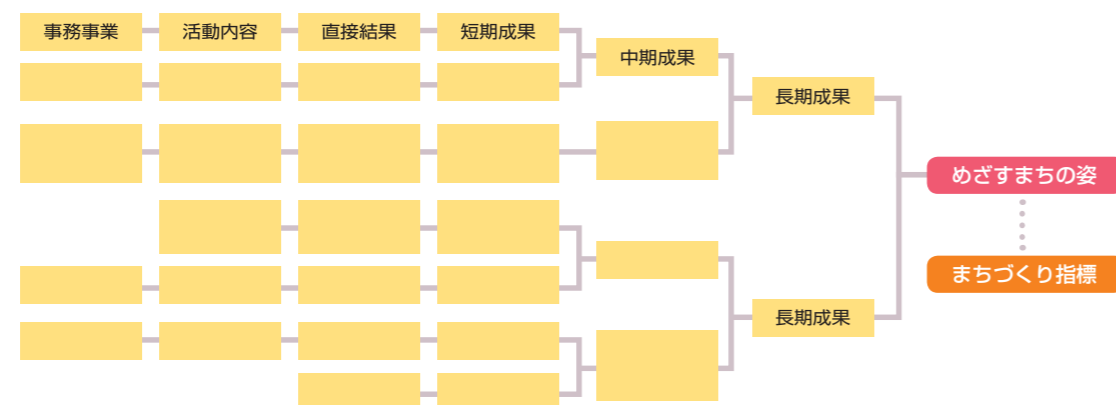 事務事業
活動内容
直接結果
短期成果
中期成果
長期成果
めざすまちの姿
まちづくり指標
長期成果